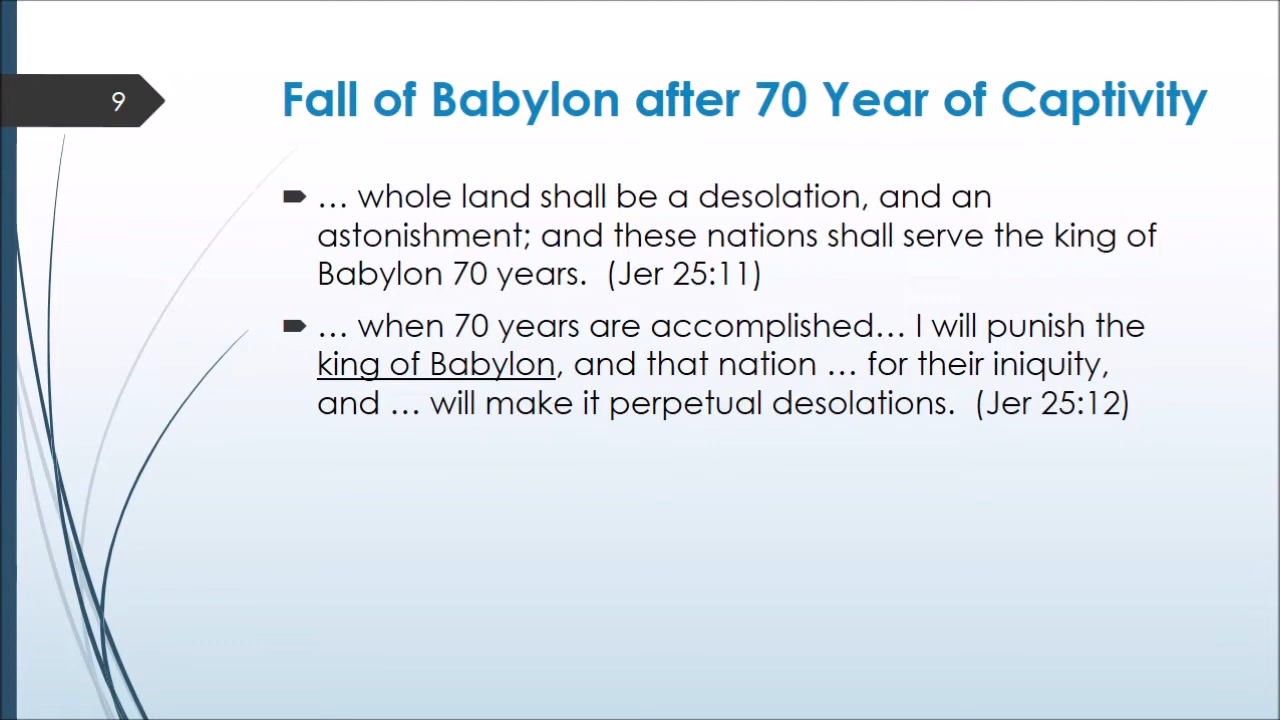 9
Fall of Babylon after 70 Year of Captivity
… whole land shall be a desolation, and an
astonishment; and these nations shall serve the king of
Babylon 70 years.  (Jer 25:11)
… when 70 years are accomplished… I will punish the
king of Babylon, and that nation … for their iniquity,
and … will make it perpetual desolations.  (Jer 25:12)